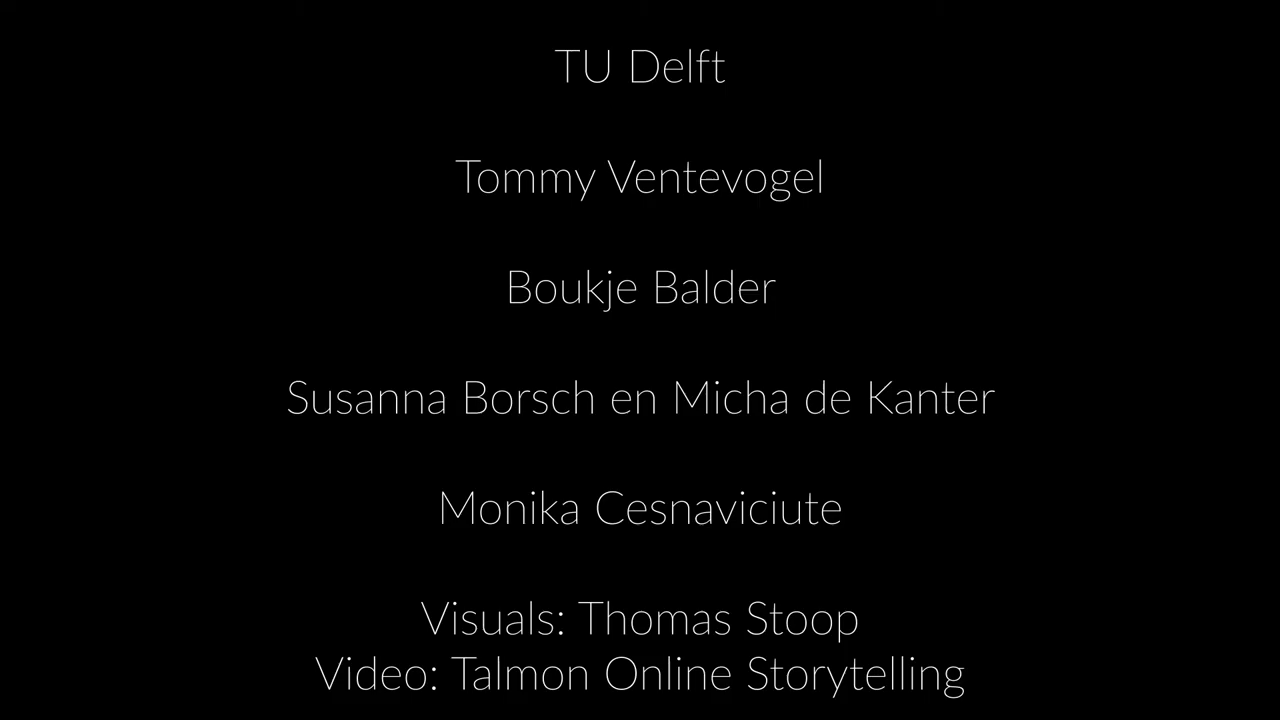 TU Delft
Tommy Ventevogel
Boukje Balder
Susanna Borsch en Micha de Kanter
Monika Cesnaviciute
Visuals: Thomas Stoop
Video: Talmon Online Storytelling